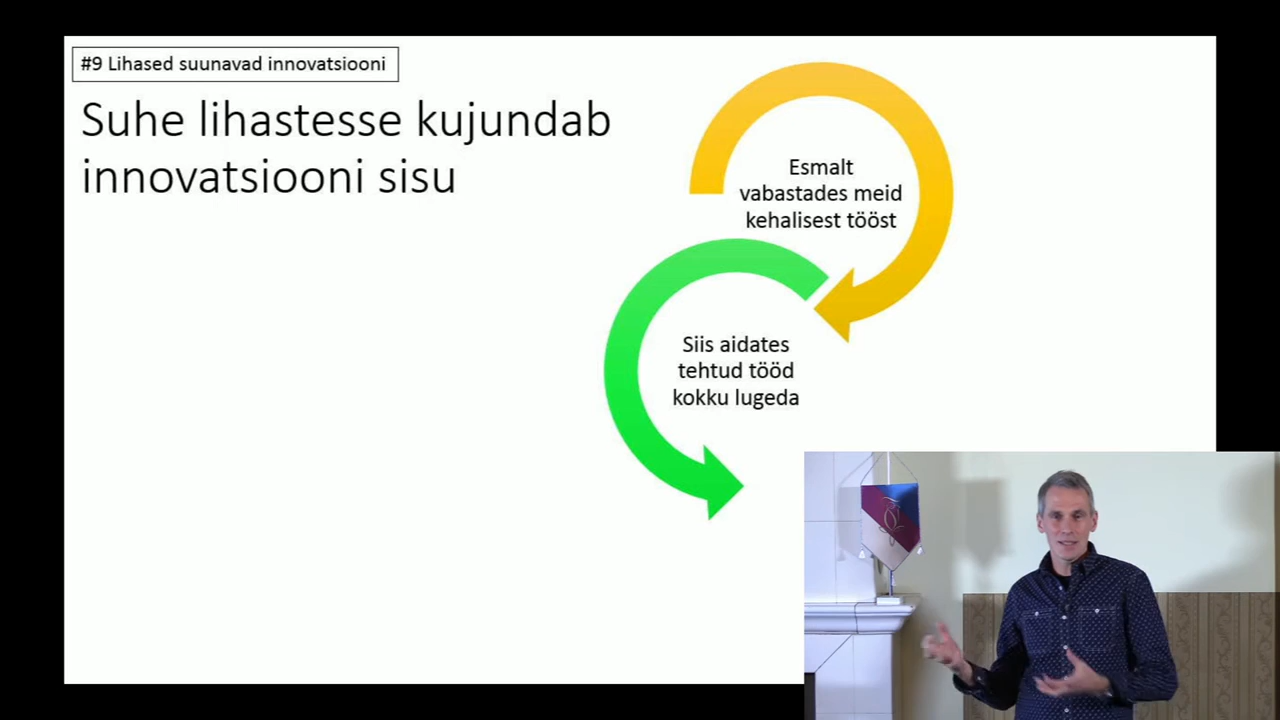 #9 Lihased suunavad innovatsiooni
Suhe lihastesse kujundab
innovatsiooni sisu
Esmalt
vabastades meid
kehalisest tööst
Siis aidates
tehtud tööd
kokku lugeda